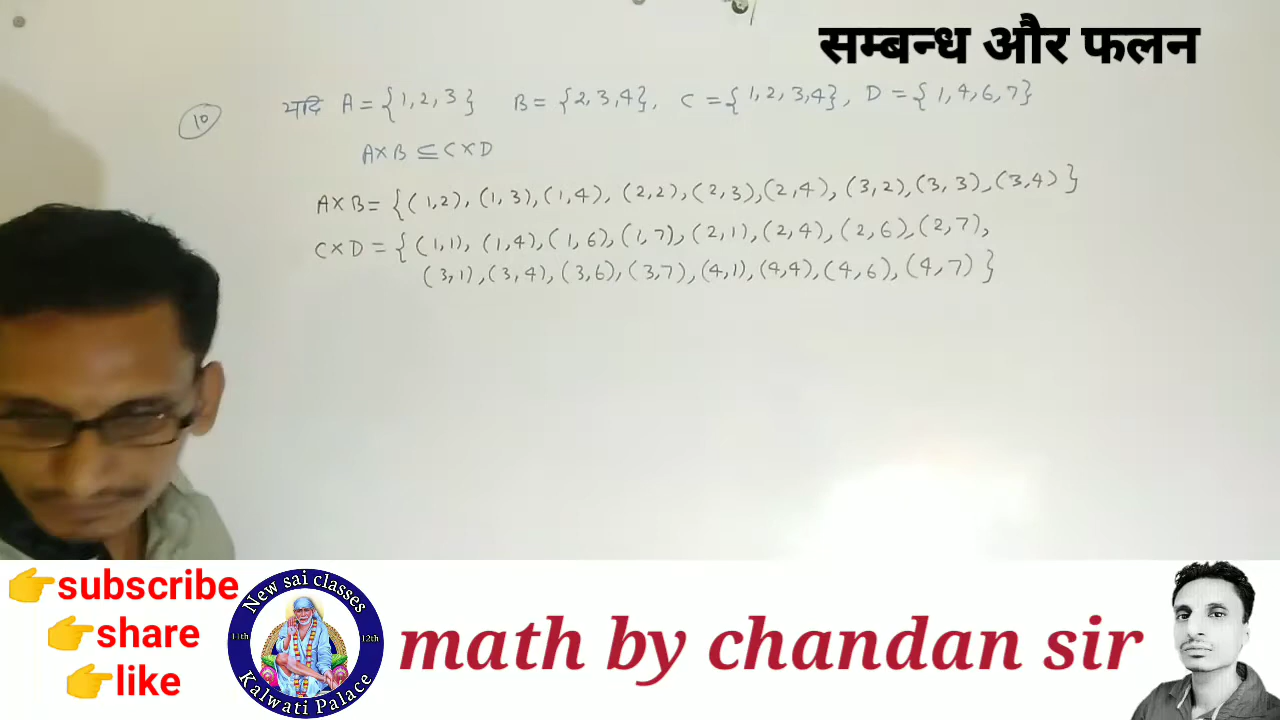 सम्बन्ध और फलन
10 यदि A = {1,2,3} B = {2,3,4}, C = {1,2,3,4}, D = {1,4,6,7}
A×B ⊆ C×D
A×B = {(1,2), (1,3), (1,4), (2,2), (2,3), (2,4), (3,2), (3,3), (3,4)}
C×D = {(1,1), (1,4), (1,6), (1,7), (2,1), (2,4), (2,6), (2,7),
(3,1), (3,4), (3,6), (3,7), (4,1), (4,4), (4,6), (4,7)}
👉subscribe
👉share
👉like
New sai classes
11th 12th
Kalwati Palace
math by chandan sir